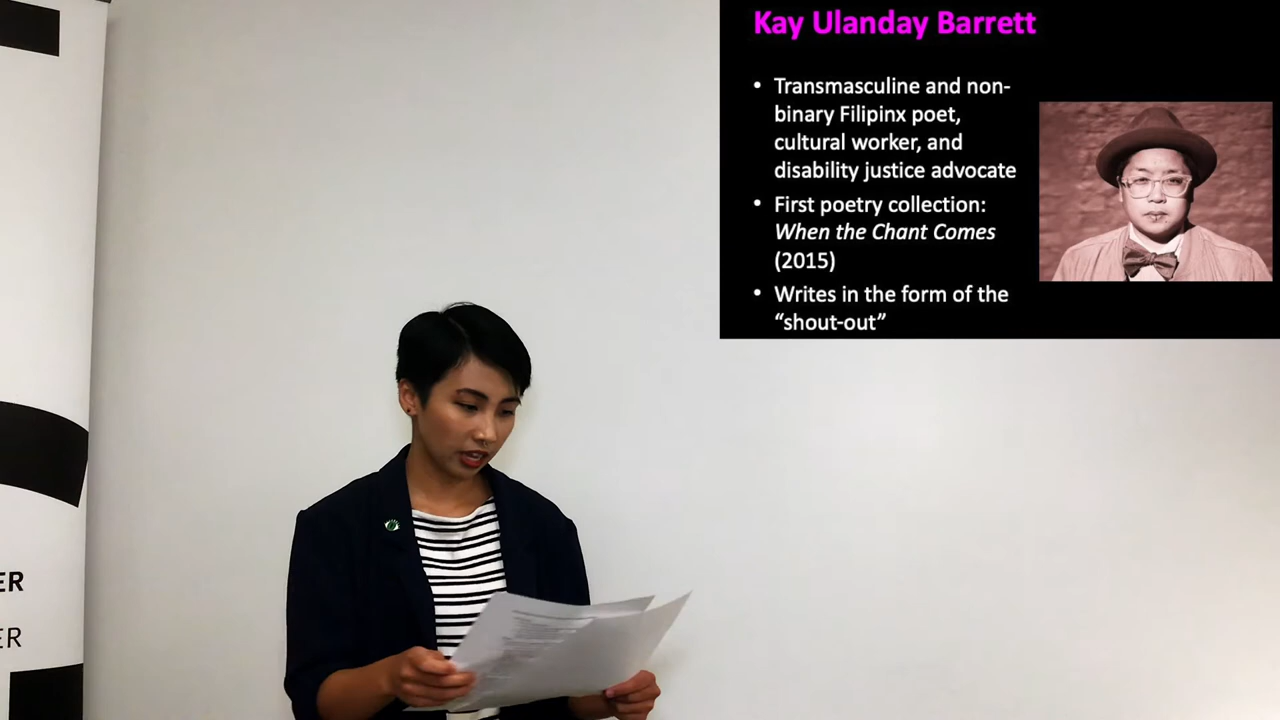 Kay Ulanday Barrett
• Transmasculine and non-
binary Filipinx poet,
cultural worker, and
disability justice advocate
• First poetry collection:
When the Chant Comes
(2015)
• Writes in the form of the
“shout-out”
ER
ER